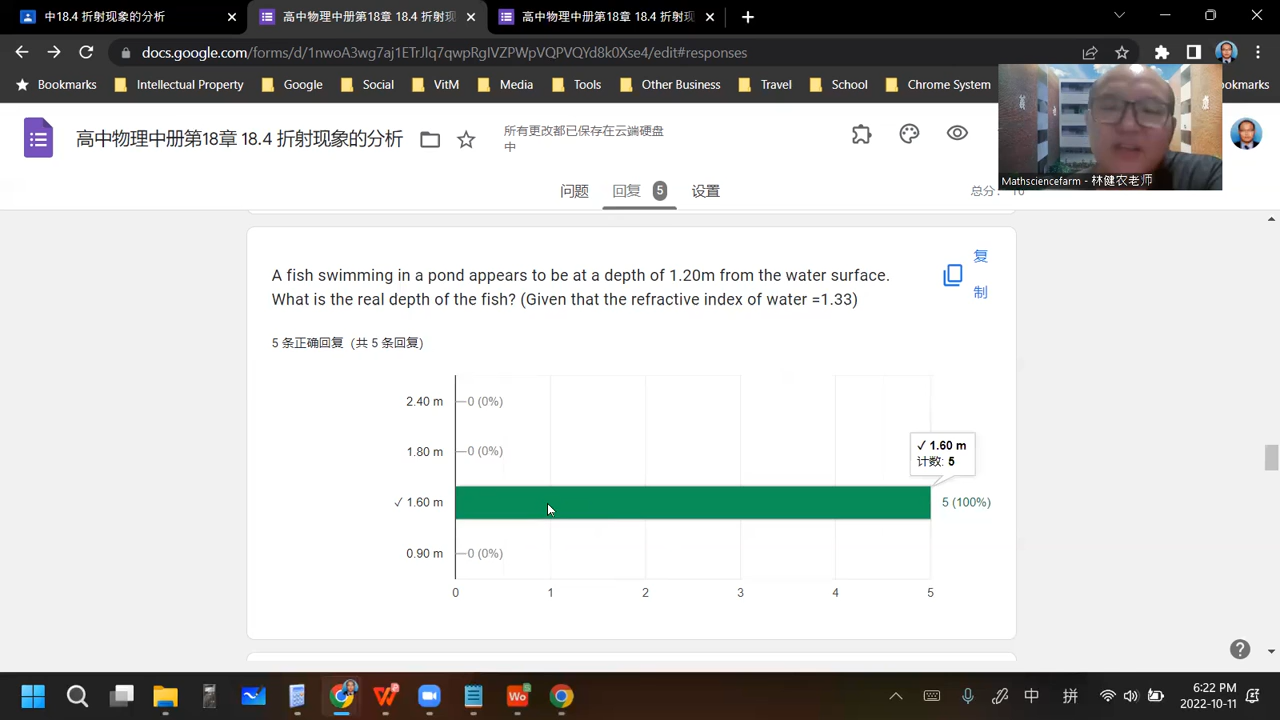 中18.4 折射现象的分析
高中物理中册第18章 18.4 折射现
高中物理中册第18章 18.4 折射现
docs.google.com/forms/d/1nwoA3wg7aj1ETrJlq7qwpRgIVZPWpVQPVQYd8k0Xse4/edit#responses
Bookmarks
Intellectual Property
Google
Social
VitM
Media
Tools
Other Business
Travel
School
Chrome System
okmarks
高中物理中册第18章 18.4 折射现象的分析
所有更改都已保存在云端硬盘
中
Mathsciencefarm - 林健农老师
问题
回复 5
设置
总分:
A fish swimming in a pond appears to be at a depth of 1.20m from the water surface.
What is the real depth of the fish? (Given that the refractive index of water =1.33)
复
制
5 条正确回复（共 5 条回复)
2.40 m
0 (0%)
1.80 m
0 (0%)
✓ 1.60 m
计数: 5
✓ 1.60 m
5 (100%)
0.90 m
0 (0%)
0 1 2 3 4 5
中
拼
6:22 PM
2022-10-11